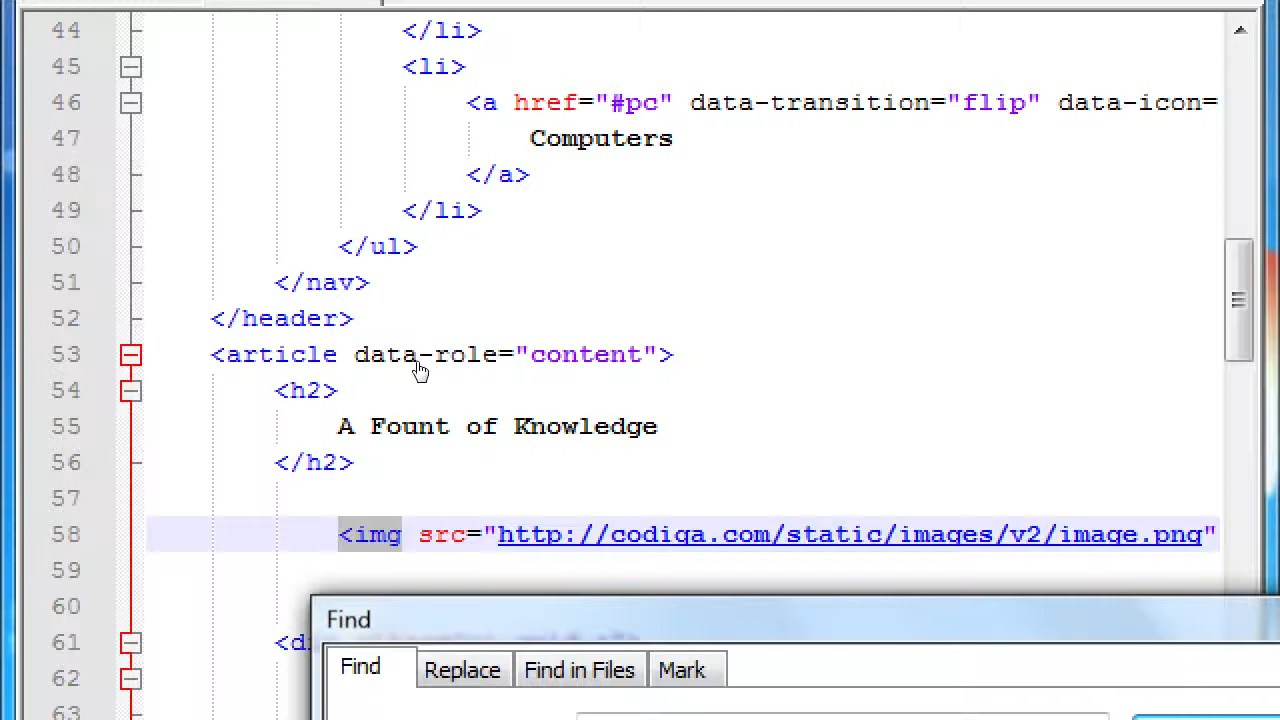 44 </li>
45 <li>
46 <a href="#pc" data-transition="flip" data-icon=
47 Computers
48 </a>
49 </li>
50 </ul>
51 </nav>
52 </header>
53 <article data-role="content">
54 <h2>
55 A Fount of Knowledge
56 </h2>
57
58 <img src="http://codiqa.com/static/images/v2/image.png"
59
60
Find
61 <di
Find Replace Find in Files Mark
62
63